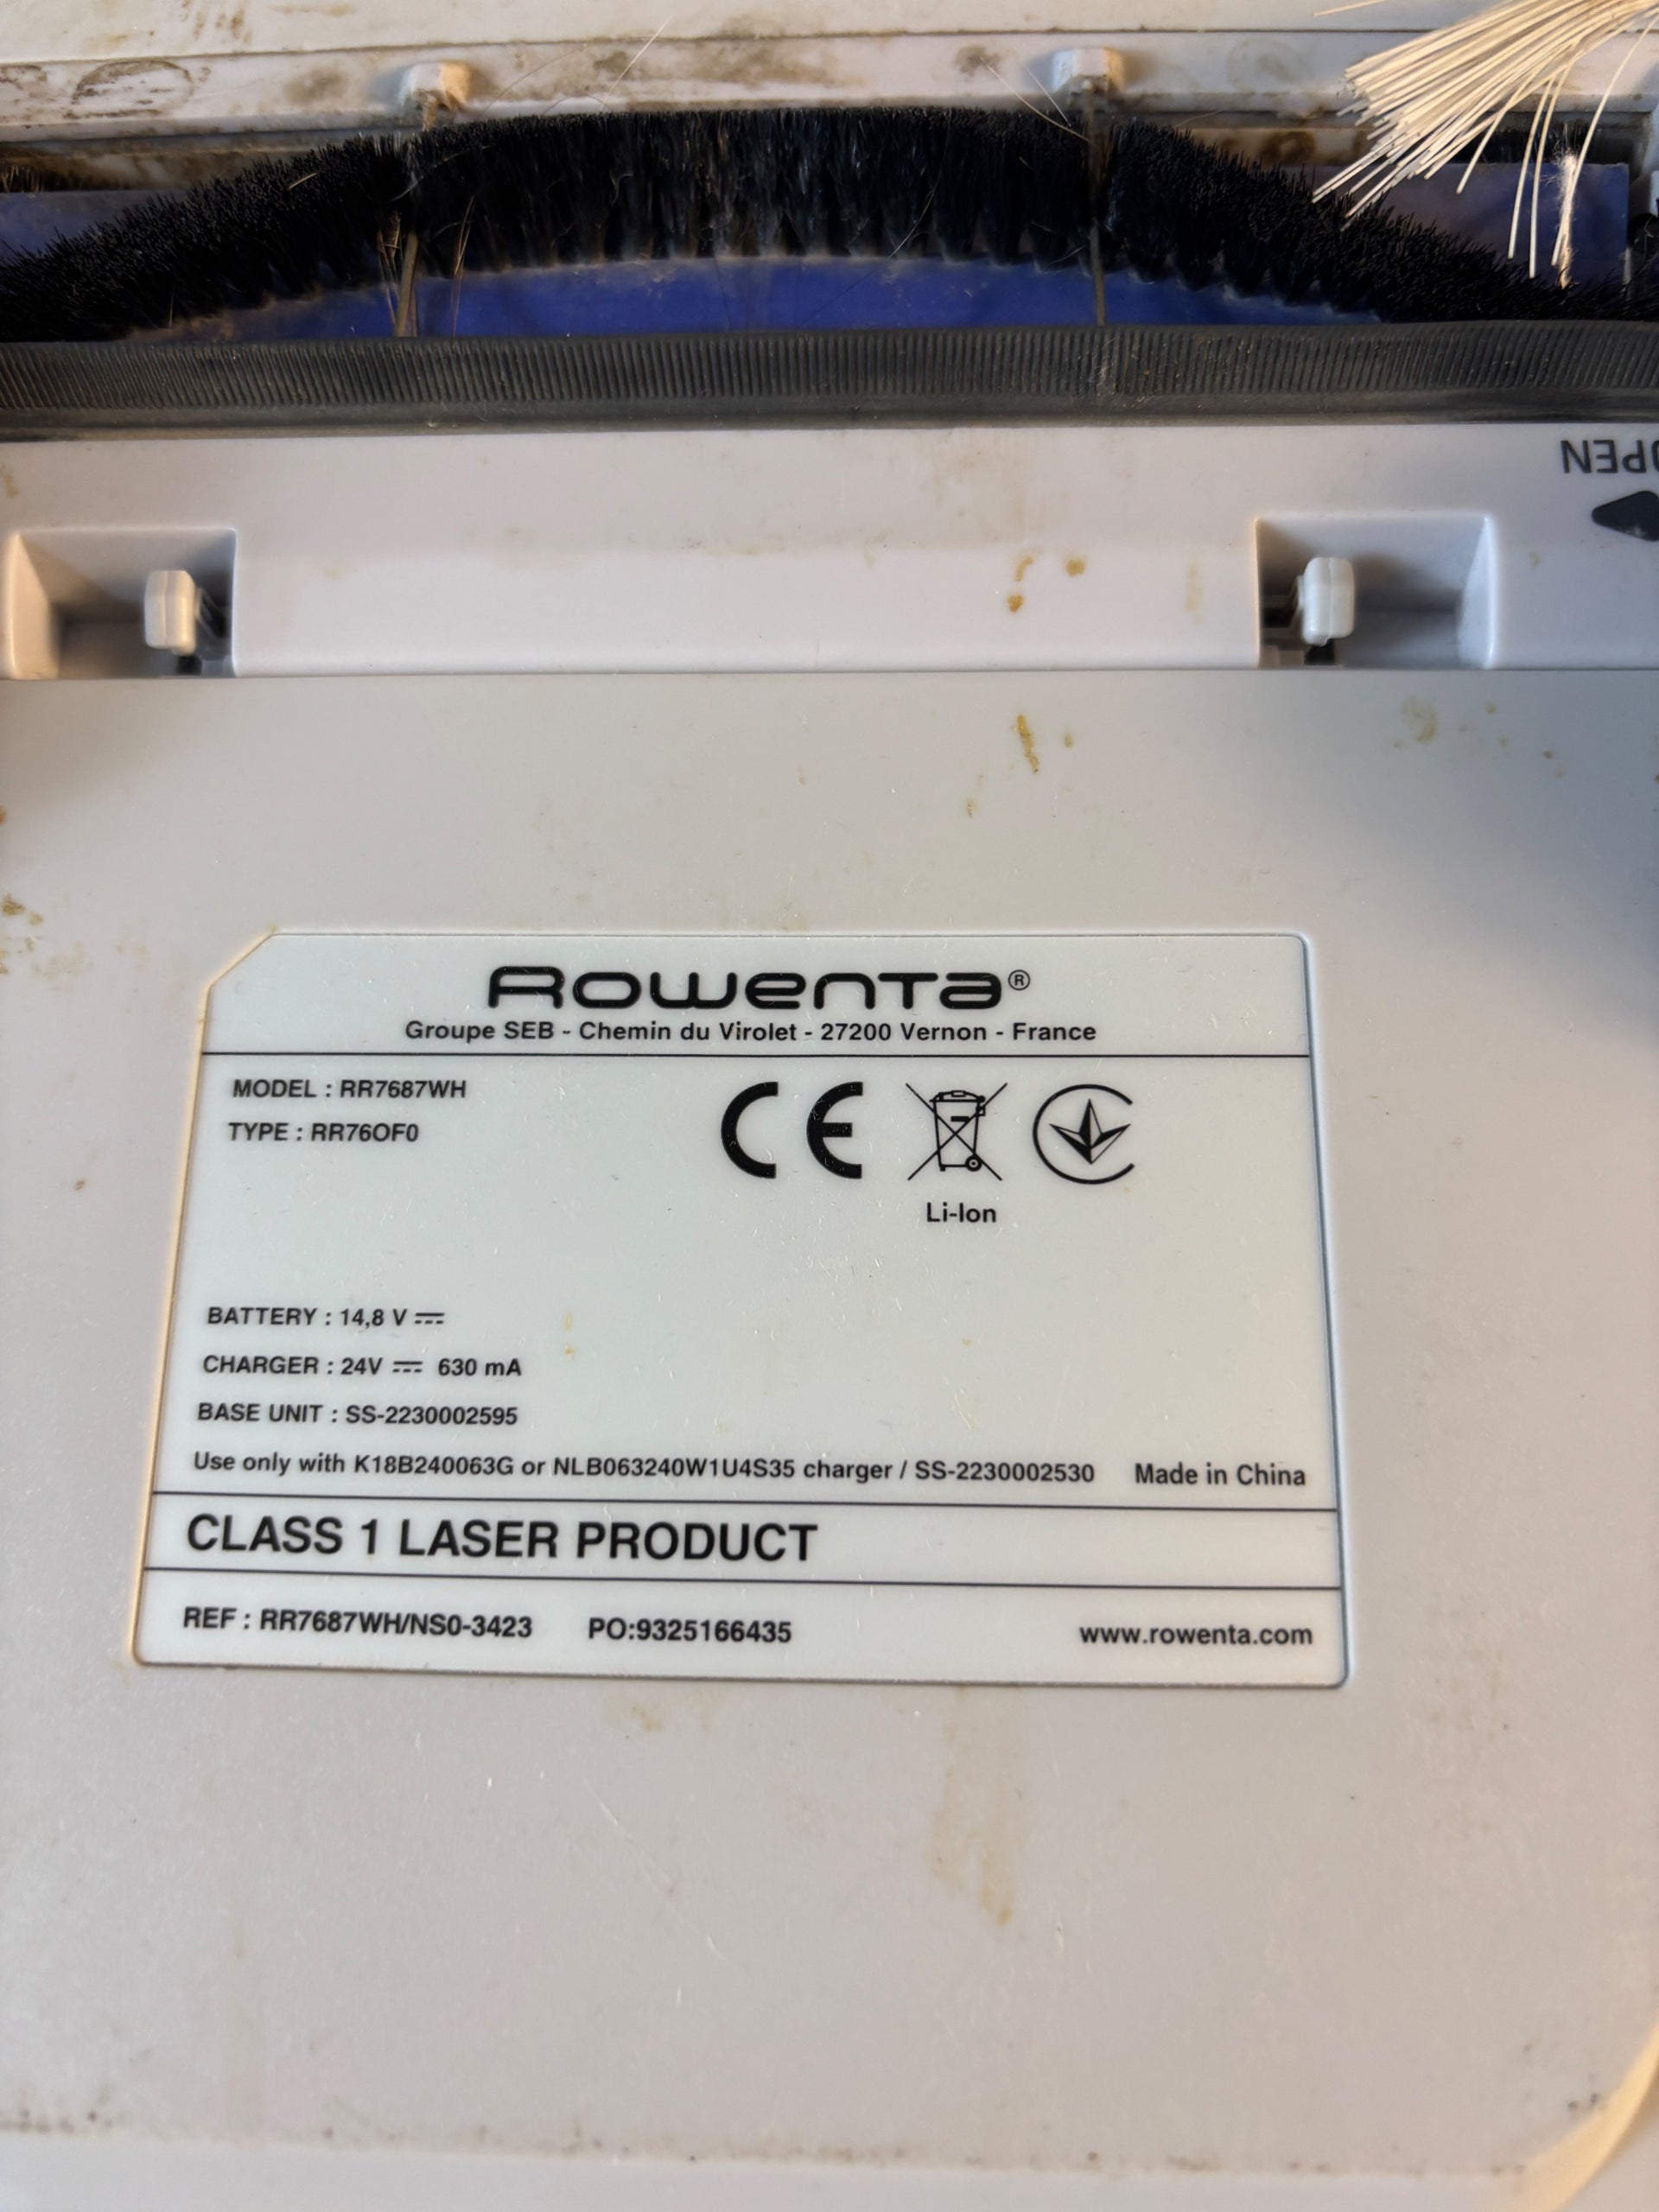 OPEN
Rowenta®
Groupe SEB - Chemin du Virolet - 27200 Vernon - France
MODEL : RR7687WH
TYPE : RR76OF0
CE
Li-Ion
BATTERY : 14,8 V ⎓
CHARGER : 24V ⎓ 630 mA
BASE UNIT : SS-2230002595
Use only with K18B240063G or NLB063240W1U4S35 charger / SS-2230002530 Made in China
CLASS 1 LASER PRODUCT
REF : RR7687WH/NS0-3423 PO:9325166435 www.rowenta.com